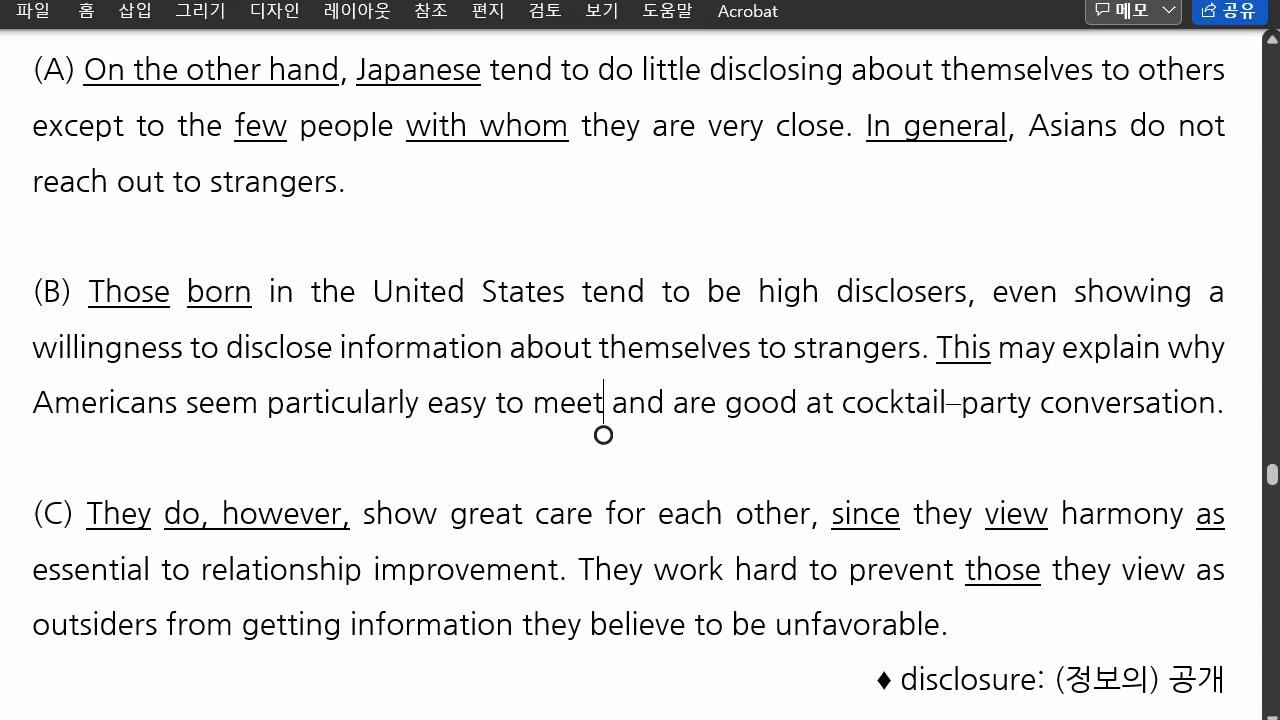 파일 홈 삽입 그리기 디자인 레이아웃 참조 편지 검토 보기 도움말 Acrobat 메모 공유
(A) On the other hand, Japanese tend to do little disclosing about themselves to others
except to the few people with whom they are very close. In general, Asians do not
reach out to strangers.
(B) Those born in the United States tend to be high disclosers, even showing a
willingness to disclose information about themselves to strangers. This may explain why
Americans seem particularly easy to meet and are good at cocktail–party conversation.
(C) They do, however, show great care for each other, since they view harmony as
essential to relationship improvement. They work hard to prevent those they view as
outsiders from getting information they believe to be unfavorable.
♦ disclosure: (정보의) 공개